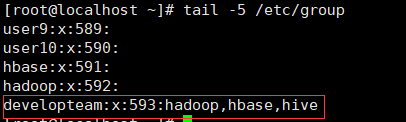 [root@localhost ~]# tail -5 /etc/group
user9:x:589:
user10:x:590:
hbase:x:591:
hadoop:x:592:
developteam:x:593:hadoop,hbase,hive